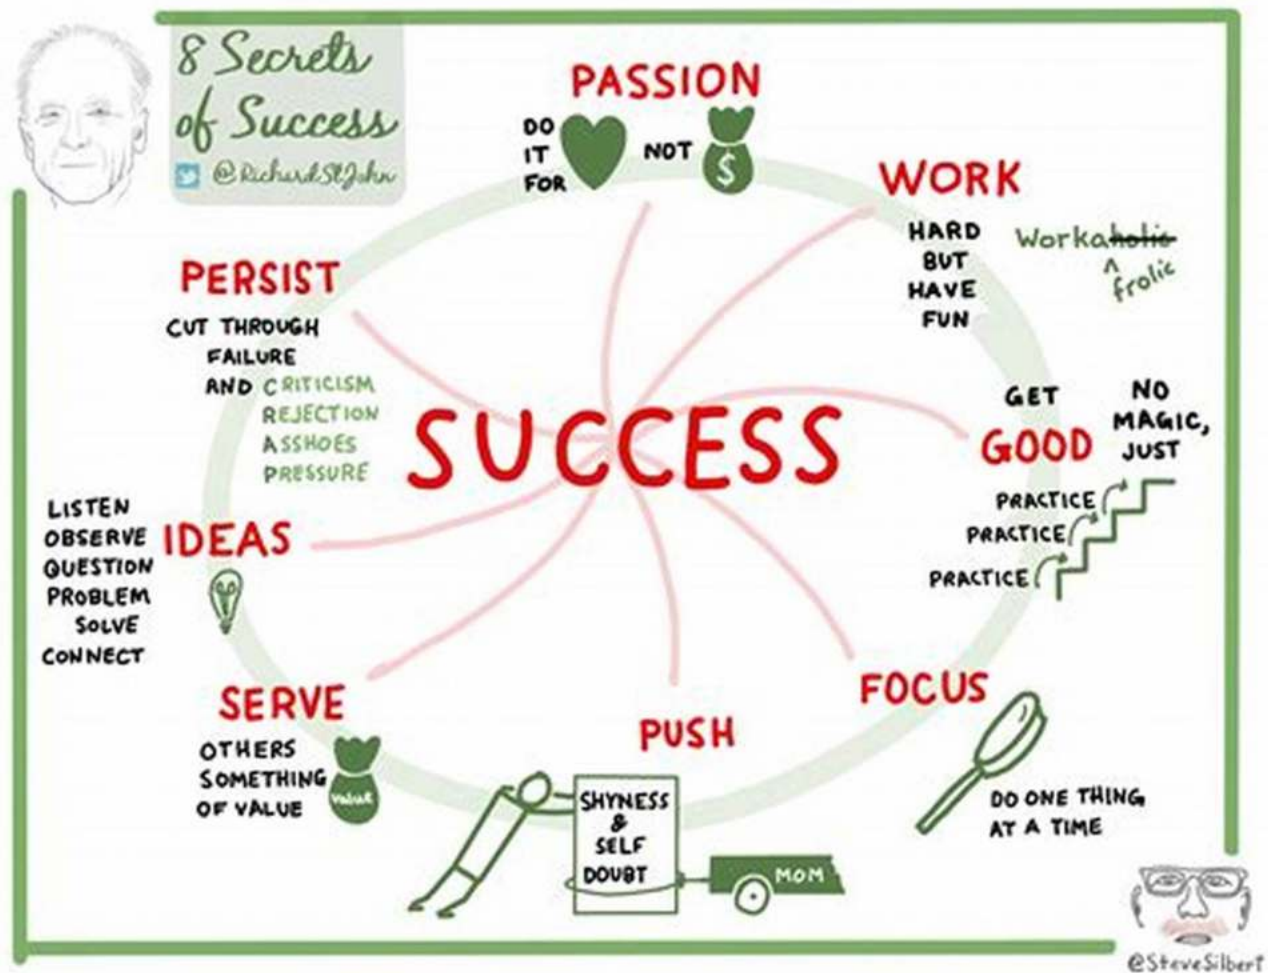 8 Secrets
of Success
@RichardStJohn
PASSION
DO
IT
FOR
NOT
$
WORK
HARD
BUT
HAVE
FUN
Workaholic
^
frolic
GET
GOOD
NO
MAGIC,
JUST
PRACTICE
PRACTICE
PRACTICE
FOCUS
DO ONE THING
AT A TIME
PUSH
SHYNESS
&
SELF
DOUBT
MOM
SERVE
OTHERS
SOMETHING
OF VALUE
value
IDEAS
LISTEN
OBSERVE
QUESTION
PROBLEM
SOLVE
CONNECT
PERSIST
CUT THROUGH
FAILURE
AND CRITICISM
REJECTION
ASSHOES
PRESSURE
SUCCESS
@SteveSilbert